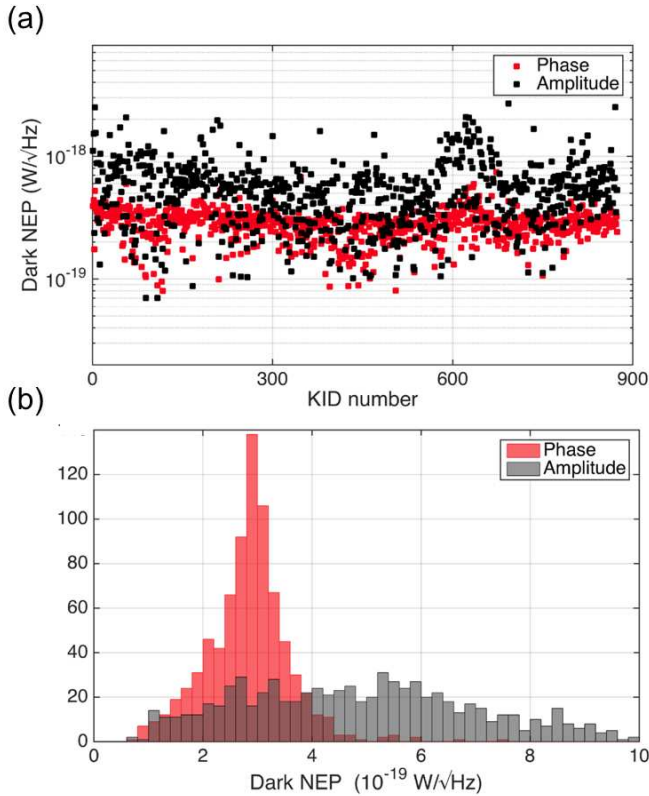 (a)
Phase
Amplitude
10⁻¹⁸
10⁻¹⁹
Dark NEP (W/√Hz)
0 300 600 900
KID number
(b)
Phase
Amplitude
120
100
80
60
40
20
0
0 2 4 6 8 10
Dark NEP (10⁻¹⁹ W/√Hz)